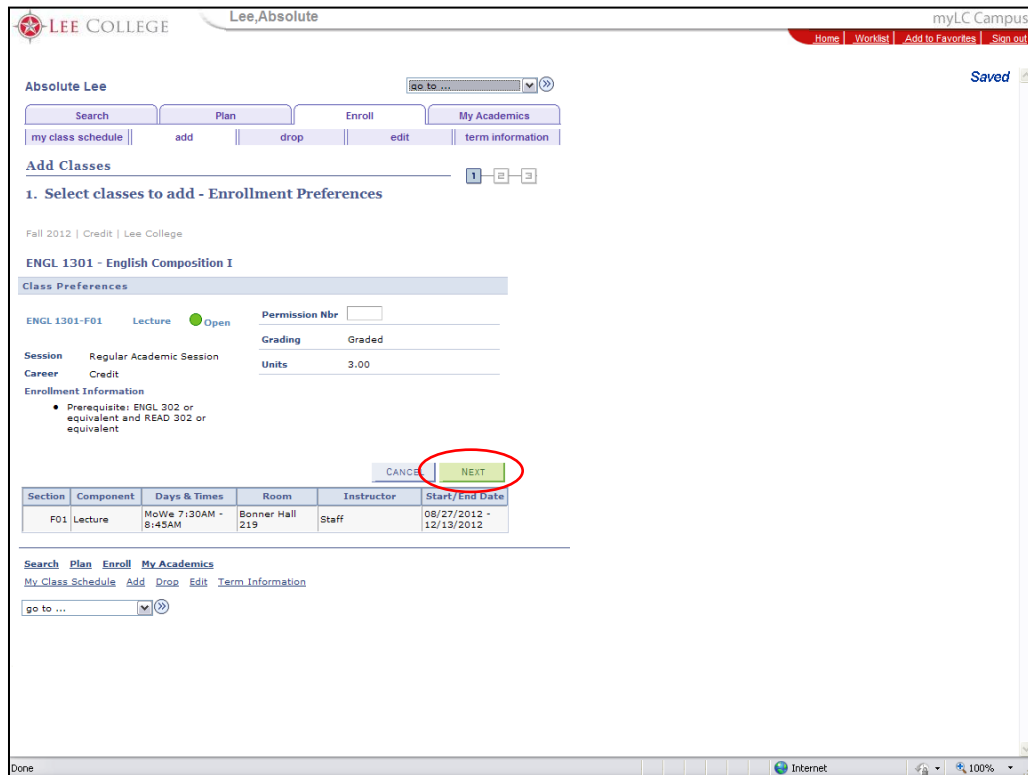 LEE COLLEGE
Lee,Absolute
myLC Campus
Home | Worklist | Add to Favorites | Sign out
Saved
Absolute Lee
go to ...
Search Plan Enroll My Academics
my class schedule add drop edit term information
Add Classes
1 2 3
1. Select classes to add - Enrollment Preferences
Fall 2012 | Credit | Lee College
ENGL 1301 - English Composition I
Class Preferences
ENGL 1301-F01 Lecture Open
Permission Nbr
Grading Graded
Session Regular Academic Session
Units 3.00
Career Credit
Enrollment Information
• Prerequisite: ENGL 302 or
equivalent and READ 302 or
equivalent
CANCEL NEXT
Section Component Days & Times Room Instructor Start/End Date
F01 Lecture MoWe 7:30AM - 8:45AM Bonner Hall 219 Staff 08/27/2012 - 12/13/2012
Search Plan Enroll My Academics
My Class Schedule Add Drop Edit Term Information
go to ...
Done Internet 100%